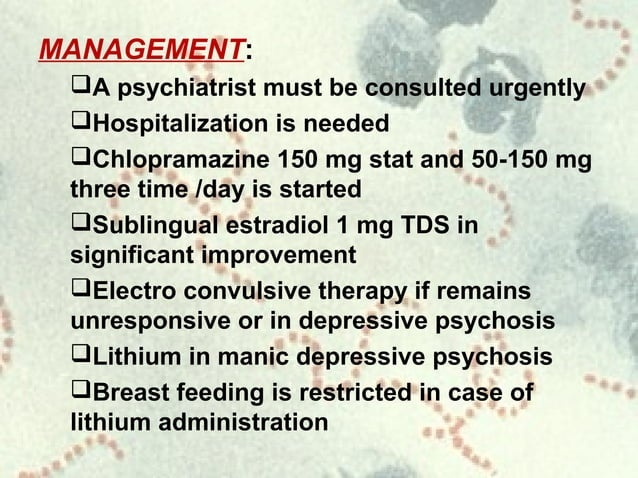 MANAGEMENT:
❑A psychiatrist must be consulted urgently
❑Hospitalization is needed
❑Chlopramazine 150 mg stat and 50-150 mg
three time /day is started
❑Sublingual estradiol 1 mg TDS in
significant improvement
❑Electro convulsive therapy if remains
unresponsive or in depressive psychosis
❑Lithium in manic depressive psychosis
❑Breast feeding is restricted in case of
lithium administration